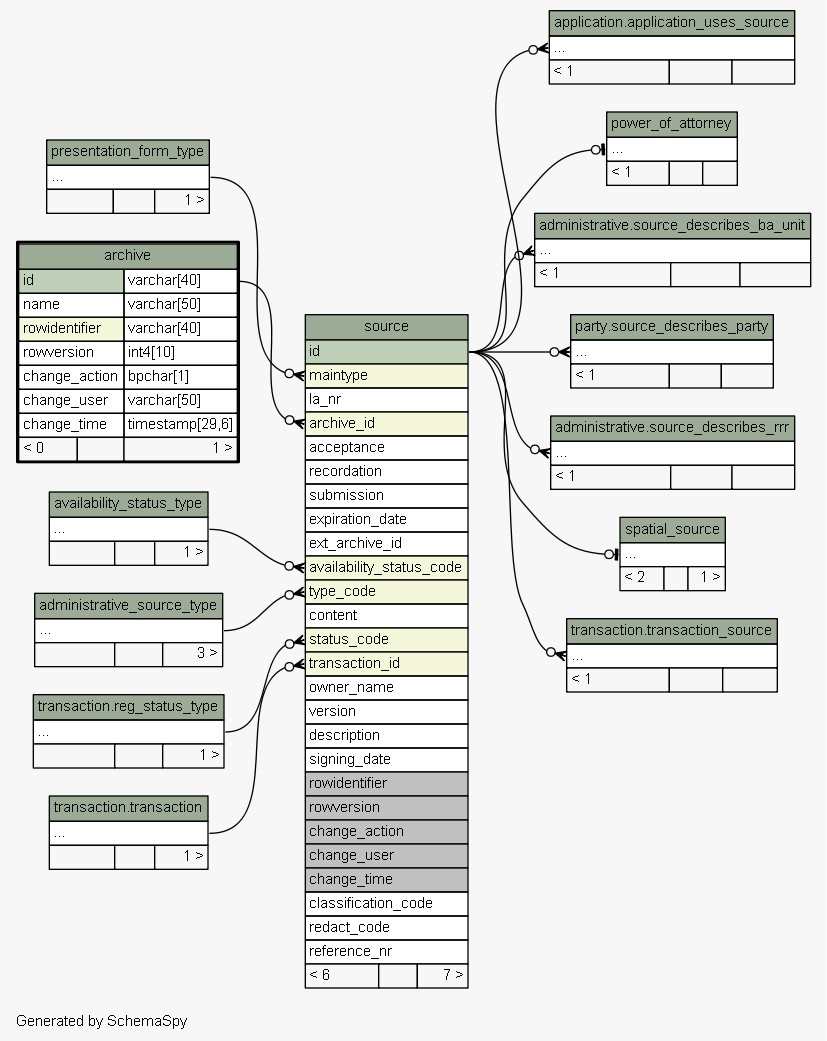 application.application_uses_source
...
< 1
power_of_attorney
...
< 1
presentation_form_type
...
1 >
administrative.source_describes_ba_unit
...
< 1
archive
id varchar[40]
name varchar[50]
rowidentifier varchar[40]
rowversion int4[10]
change_action bpchar[1]
change_user varchar[50]
change_time timestamp[29,6]
< 0 1 >
source
id
maintype
la_nr
archive_id
acceptance
recordation
submission
expiration_date
ext_archive_id
availability_status_code
type_code
content
status_code
transaction_id
owner_name
version
description
signing_date
rowidentifier
rowversion
change_action
change_user
change_time
classification_code
redact_code
reference_nr
< 6 7 >
party.source_describes_party
...
< 1
administrative.source_describes_rrr
...
< 1
availability_status_type
...
1 >
spatial_source
...
< 2 1 >
administrative_source_type
...
3 >
transaction.transaction_source
...
< 1
transaction.reg_status_type
...
1 >
transaction.transaction
...
1 >
Generated by SchemaSpy